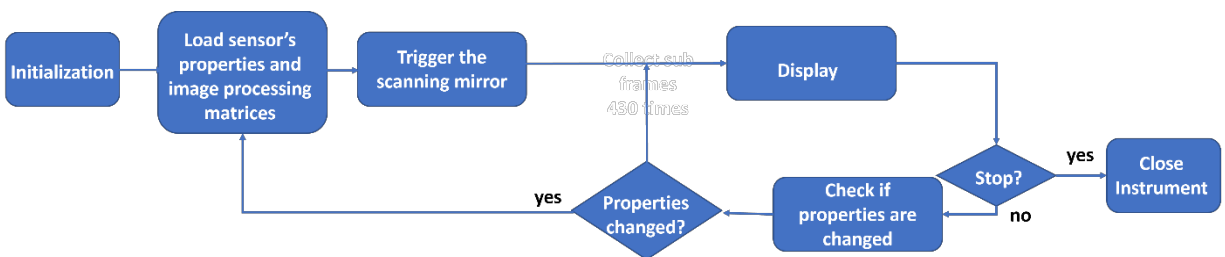 Initialization
Load sensor's
properties and
image processing
matrices
Trigger the
scanning mirror
Collect sub
frames
430 times
Display
Stop?
yes
Close
Instrument
no
Check if
properties are
changed
Properties
changed?
yes